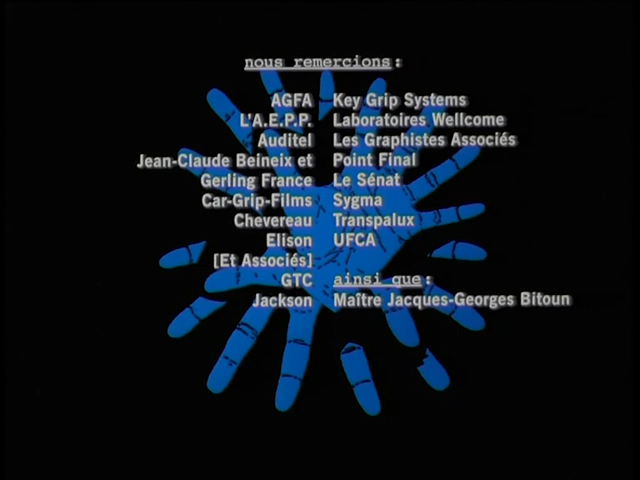 nous remercions :
AGFA
L'A.E.P.P.
Auditel
Jean-Claude Beineix et
Gerling France
Car-Grip-Films
Chevereau
Elison
[Et Associés]
GTC
Jackson
Key Grip Systems
Laboratoires Wellcome
Les Graphistes Associés
Point Final
Le Sénat
Sygma
Transpalux
UFCA
ainsi que :
Maître Jacques-Georges Bitoun